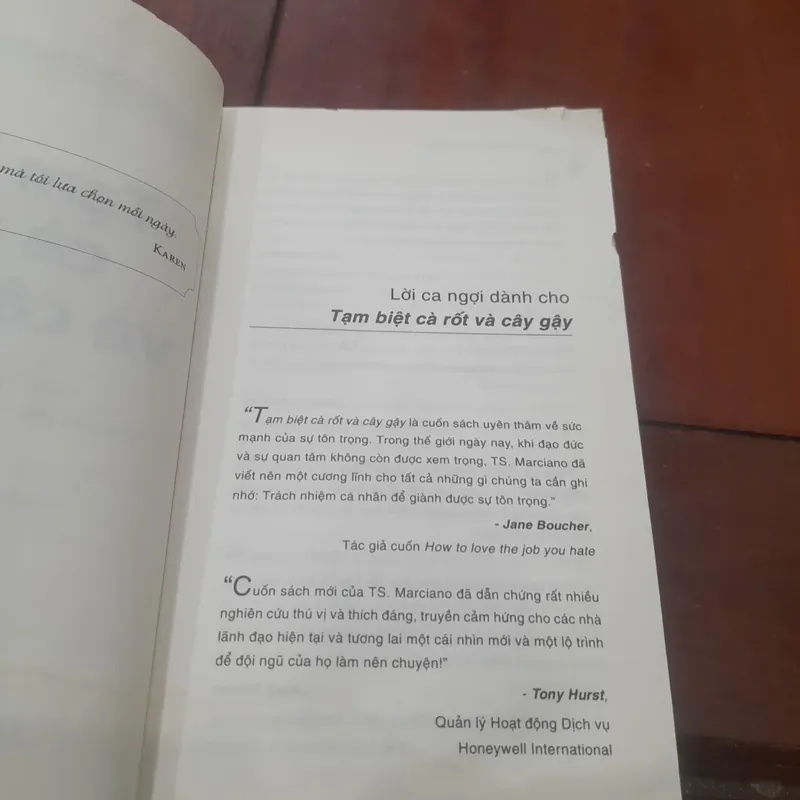 mà tôi lựa chọn mỗi ngày.
KAREN
Lời ca ngợi dành cho
Tạm biệt cà rốt và cây gậy
“Tạm biệt cà rốt và cây gậy là cuốn sách uyên thâm về sức
mạnh của sự tôn trọng. Trong thế giới ngày nay, khi đạo đức
và sự quan tâm không còn được xem trọng, TS. Marciano đã
viết nên một cương lĩnh cho tất cả những gì chúng ta cần ghi
nhớ: Trách nhiệm cá nhân để giành được sự tôn trọng."
- Jane Boucher,
Tác giả cuốn How to love the job you hate
“Cuốn sách mới của TS. Marciano đã dẫn chứng rất nhiều
nghiên cứu thú vị và thích đáng, truyền cảm hứng cho các nhà
lãnh đạo hiện tại và tương lai một cái nhìn mới và một lộ trình
để đội ngũ của họ làm nên chuyện!"
- Tony Hurst,
Quản lý Hoạt động Dịch vụ
Honeywell International